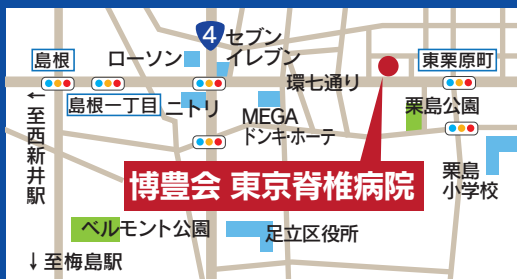 4
セブン
イレブン
ローソン
島根
東栗原町
環七通り
島根一丁目
ニトリ
MEGA
ドンキ・ホーテ
栗島公園
←至西新井駅
博豊会 東京脊椎病院
栗島
小学校
ベルモント公園
足立区役所
↓至梅島駅